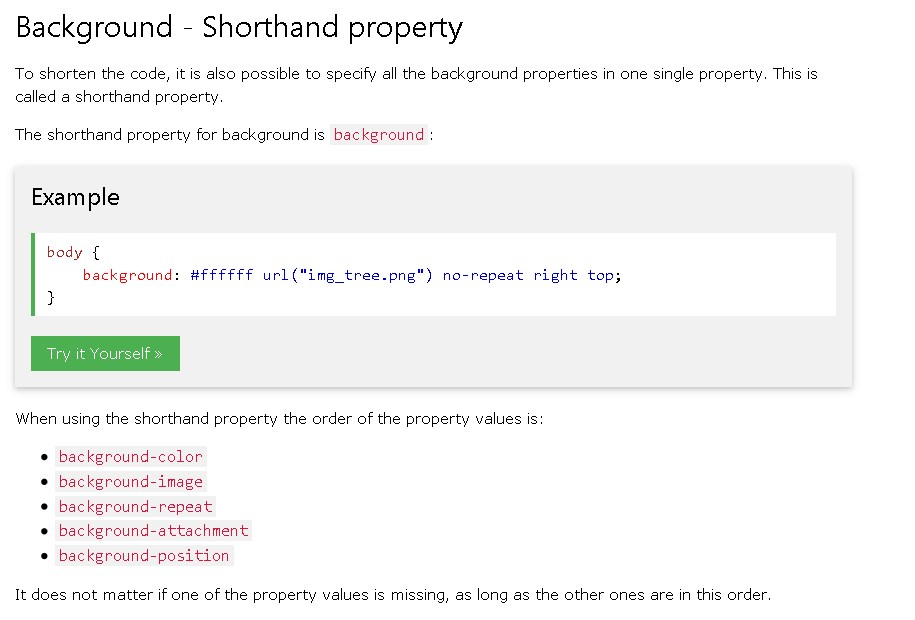 Background - Shorthand property
To shorten the code, it is also possible to specify all the background properties in one single property. This is
called a shorthand property.
The shorthand property for background is background:
Example
body {
    background: #ffffff url("img_tree.png") no-repeat right top;
}
Try it Yourself »
When using the shorthand property the order of the property values is:
• background-color
• background-image
• background-repeat
• background-attachment
• background-position
It does not matter if one of the property values is missing, as long as the other ones are in this order.